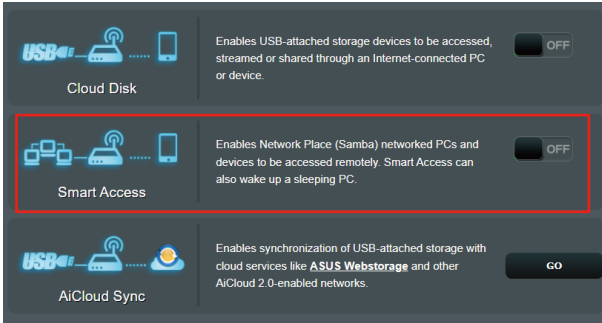 Enables USB-attached storage devices to be accessed,
USB
streamed or shared through an Internet-connected PC
OFF
or device.
Cloud Disk
Enables Network Place (Samba) networked PCs and
devices to be accessed remotely. Smart Access can
OFF
also wake up a sleeping PC.
Smart Access
Enables synchronization of USB-attached storage with
USB
cloud services like ASUS Webstorage and other
GO
AiCloud 2.0-enabled networks.
AiCloud Sync